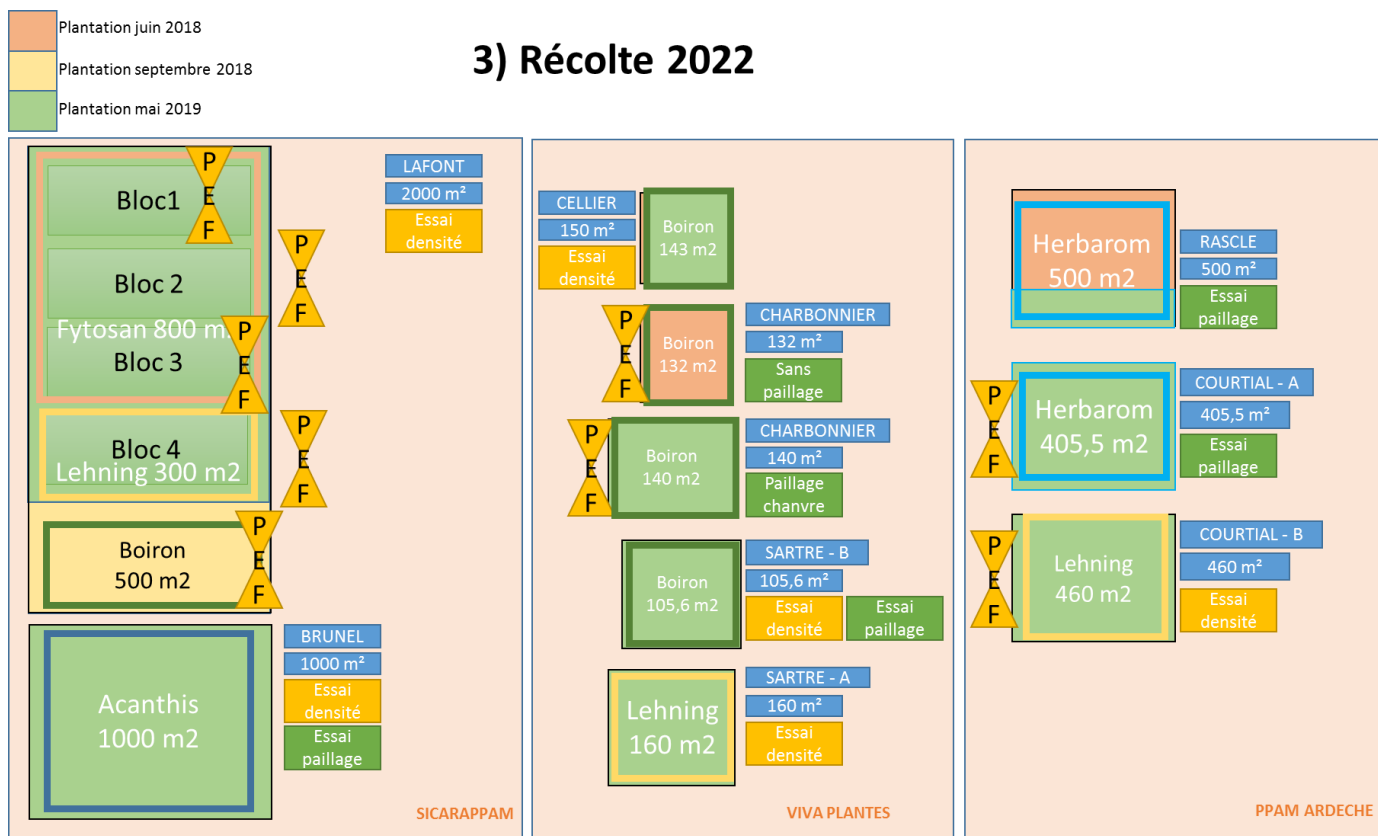 Plantation juin 2018
Plantation septembre 2018
Plantation mai 2019
3) Récolte 2022
Bloc1
P
E
F
Bloc 2
P
E
F
Fytosan 800 m
Bloc 3
P
E
F
Bloc 4
Lehning 300 m2
P
E
F
Boiron
500 m2
P
E
F
LAFONT
2000 m²
Essai
densité
Acanthis
1000 m2
BRUNEL
1000 m²
Essai
densité
Essai
paillage
SICARAPPAM
CELLIER
150 m²
Essai
densité
Boiron
143 m2
P
E
F
Boiron
132 m2
CHARBONNIER
132 m²
Sans
paillage
P
E
F
Boiron
140 m2
CHARBONNIER
140 m²
Paillage
chanvre
Boiron
105,6 m2
SARTRE - B
105,6 m²
Essai
densité
Essai
paillage
Lehning
160 m2
SARTRE - A
160 m²
Essai
densité
VIVA PLANTES
Herbarom
500 m2
RASCLE
500 m²
Essai
paillage
P
E
F
Herbarom
405,5 m2
COURTIAL - A
405,5 m²
Essai
paillage
P
E
F
Lehning
460 m2
COURTIAL - B
460 m²
Essai
densité
PPAM ARDECHE